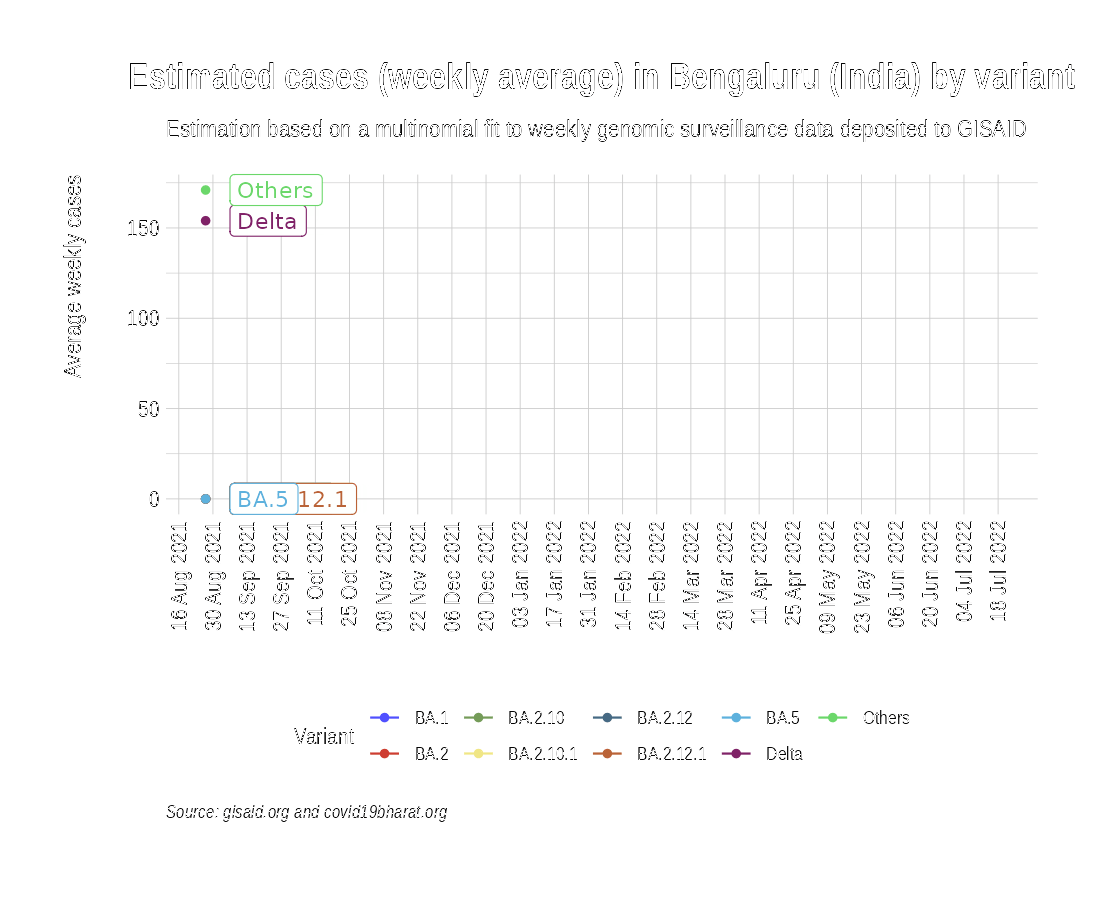 Estimated cases (weekly average) in Bengaluru (India) by variant
Estimation based on a multinomial fit to weekly genomic surveillance data deposited to GISAID
Average weekly cases
150
100
50
0
Others
Delta
BA.5
12.1
16 Aug 2021
30 Aug 2021
13 Sep 2021
27 Sep 2021
11 Oct 2021
25 Oct 2021
08 Nov 2021
22 Nov 2021
06 Dec 2021
20 Dec 2021
03 Jan 2022
17 Jan 2022
31 Jan 2022
14 Feb 2022
28 Feb 2022
14 Mar 2022
28 Mar 2022
11 Apr 2022
25 Apr 2022
09 May 2022
23 May 2022
06 Jun 2022
20 Jun 2022
04 Jul 2022
18 Jul 2022
Variant
BA.1 BA.2.10 BA.2.12 BA.5 Others
BA.2 BA.2.10.1 BA.2.12.1 Delta
Source: gisaid.org and covid19bharat.org